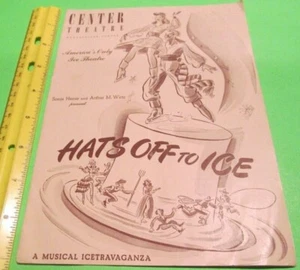 CENTER
THEATRE
America's Only
Ice Theatre
Sonja Henie and Arthur M. Wirtz
present
HATS OFF TO ICE
A MUSICAL ICETRAVAGANZA